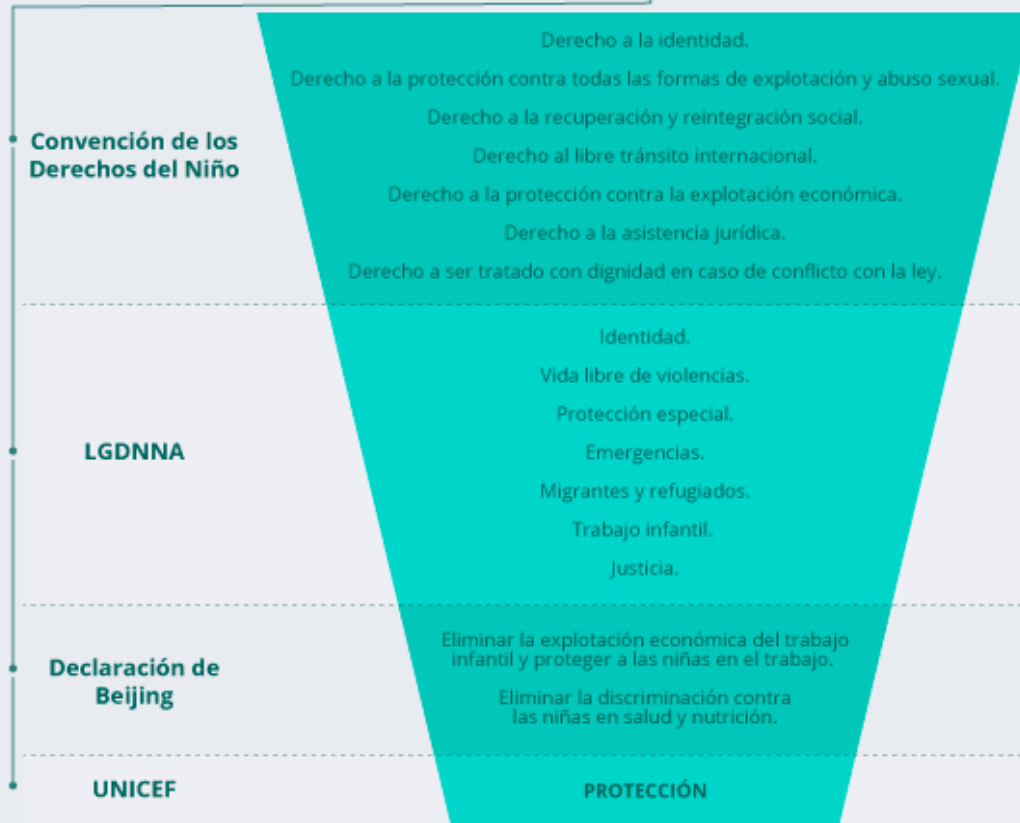 Convención de los
Derechos del Niño
Derecho a la identidad.
Derecho a la protección contra todas las formas de explotación y abuso sexual.
Derecho a la recuperación y reintegración social.
Derecho al libre tránsito internacional.
Derecho a la protección contra la explotación económica.
Derecho a la asistencia jurídica.
Derecho a ser tratado con dignidad en caso de conflicto con la ley.
LGDNNA
Identidad.
Vida libre de violencias.
Protección especial.
Emergencias.
Migrantes y refugiados.
Trabajo infantil.
Justicia.
Declaración de
Beijing
Eliminar la explotación económica del trabajo
infantil y proteger a las niñas en el trabajo.
Eliminar la discriminación contra
las niñas en salud y nutrición.
UNICEF
PROTECCIÓN